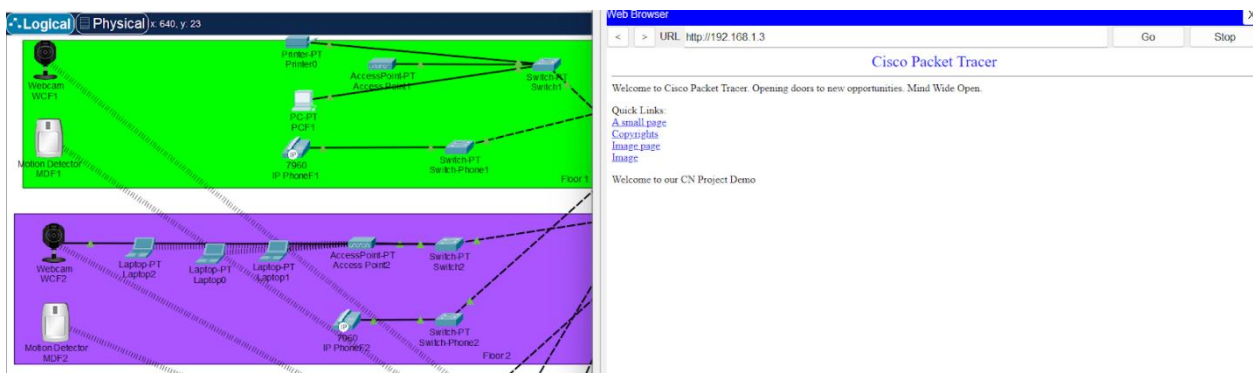 Logical Physical x: 640, y: 23
Printer-PT
Printer0
AccessPoint-PT
Access Point1
Switch-PT
Switch1
Webcam
WCF1
PC-PT
PCF1
Motion Detector
MDF1
IP
7960
IP PhoneF1
Switch-PT
Switch-Phone1
Floor 1
Webcam
WCF2
Laptop-PT
Laptop2
Laptop-PT
Laptop0
Laptop-PT
Laptop1
AccessPoint-PT
Access Point2
Switch-PT
Switch2
Motion Detector
MDF2
IP
7960
IP PhoneF2
Switch-PT
Switch-Phone2
Floor 2
Web Browser X
< > URL http://192.168.1.3 Go Stop
Cisco Packet Tracer
Welcome to Cisco Packet Tracer. Opening doors to new opportunities. Mind Wide Open.
Quick Links:
A small page
Copyrights
Image page
Image
Welcome to our CN Project Demo